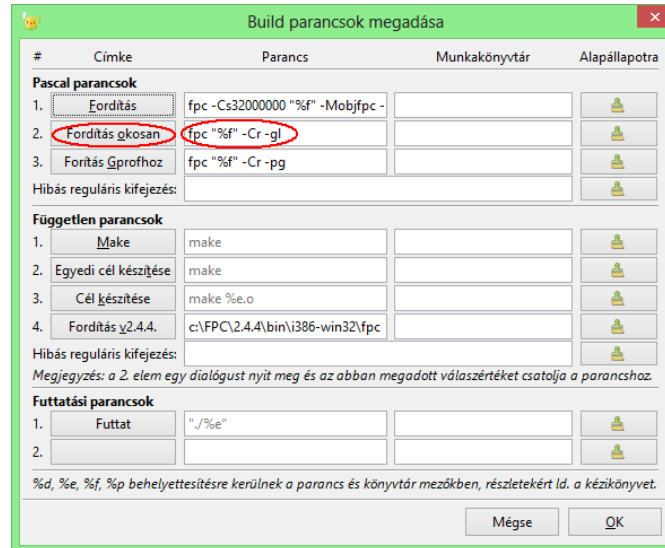 Build parancsok megadása
# Címke Parancs Munkakönyvtár Alapállapotra
Pascal parancsok
1. Fordítás fpc -Cs32000000 "%f" -Mobjfpc -
2. Fordítás okosan fpc "%f" -Cr -gl
3. Forítás Gprofhoz fpc "%f" -Cr -pg
Hibás reguláris kifejezés:
Független parancsok
1. Make make
2. Egyedi cél készítése make
3. Cél készítése make %e.o
4. Fordítás v2.4.4. c:\FPC\2.4.4\bin\i386-win32\fpc
Hibás reguláris kifejezés:
Megjegyzés: a 2. elem egy dialógust nyit meg és az abban megadott válaszértéket csatolja a parancshoz.
Futtatási parancsok
1. Futtat "./%e"
2.
%d, %e, %f, %p behelyettesítésre kerülnek a parancs és könyvtár mezőkben, részletekért ld. a kézikönyvet.
Mégse OK